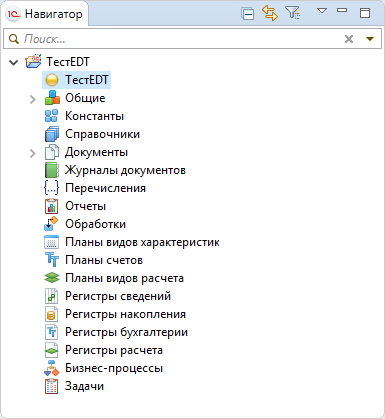 1С Навигатор
Поиск...
ТестEDT
ТестEDT
Общие
Константы
Справочники
Документы
Журналы документов
Перечисления
Отчеты
Обработки
Планы видов характеристик
Планы счетов
Планы видов расчета
Регистры сведений
Регистры накопления
Регистры бухгалтерии
Регистры расчета
Бизнес-процессы
Задачи